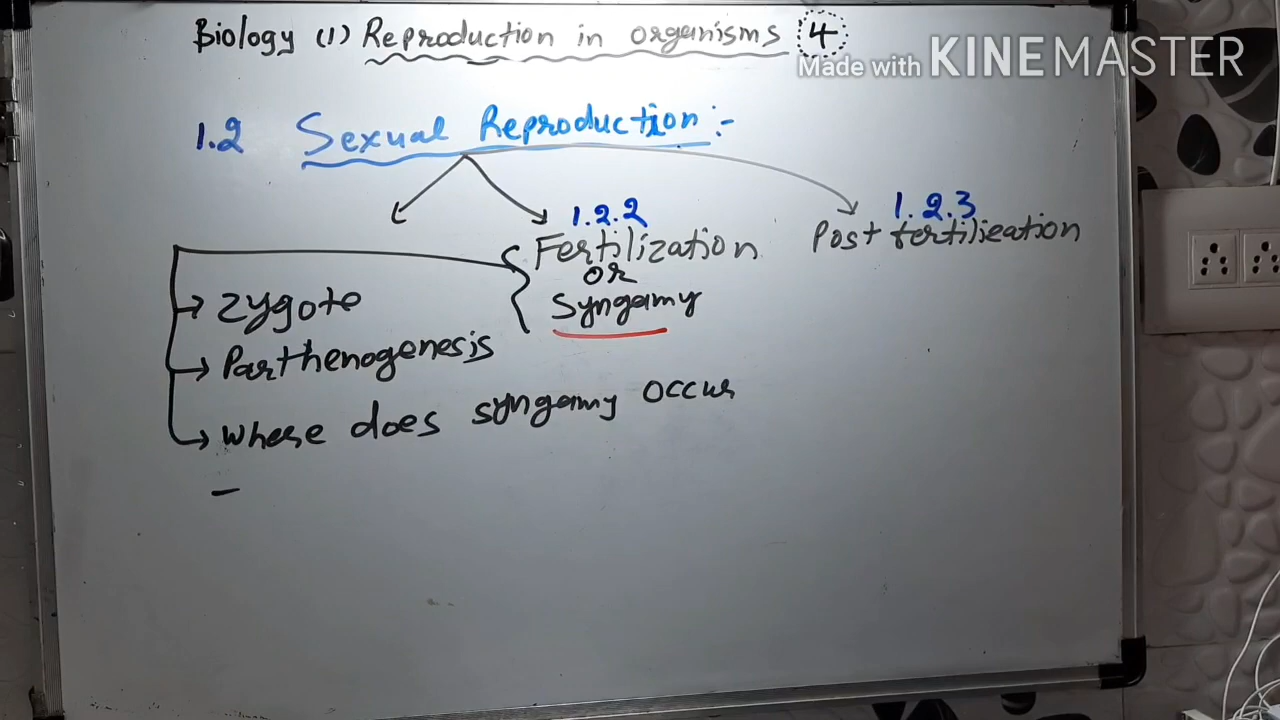 Biology (1) Reproduction in organisms 4
Made with KINEMASTER
1.2 Sexual Reproduction:-
1.2.2
Fertilization
OR
Syngamy
1.2.3
Post fertilization
Zygote
Parthenogenesis
Where does syngamy occur